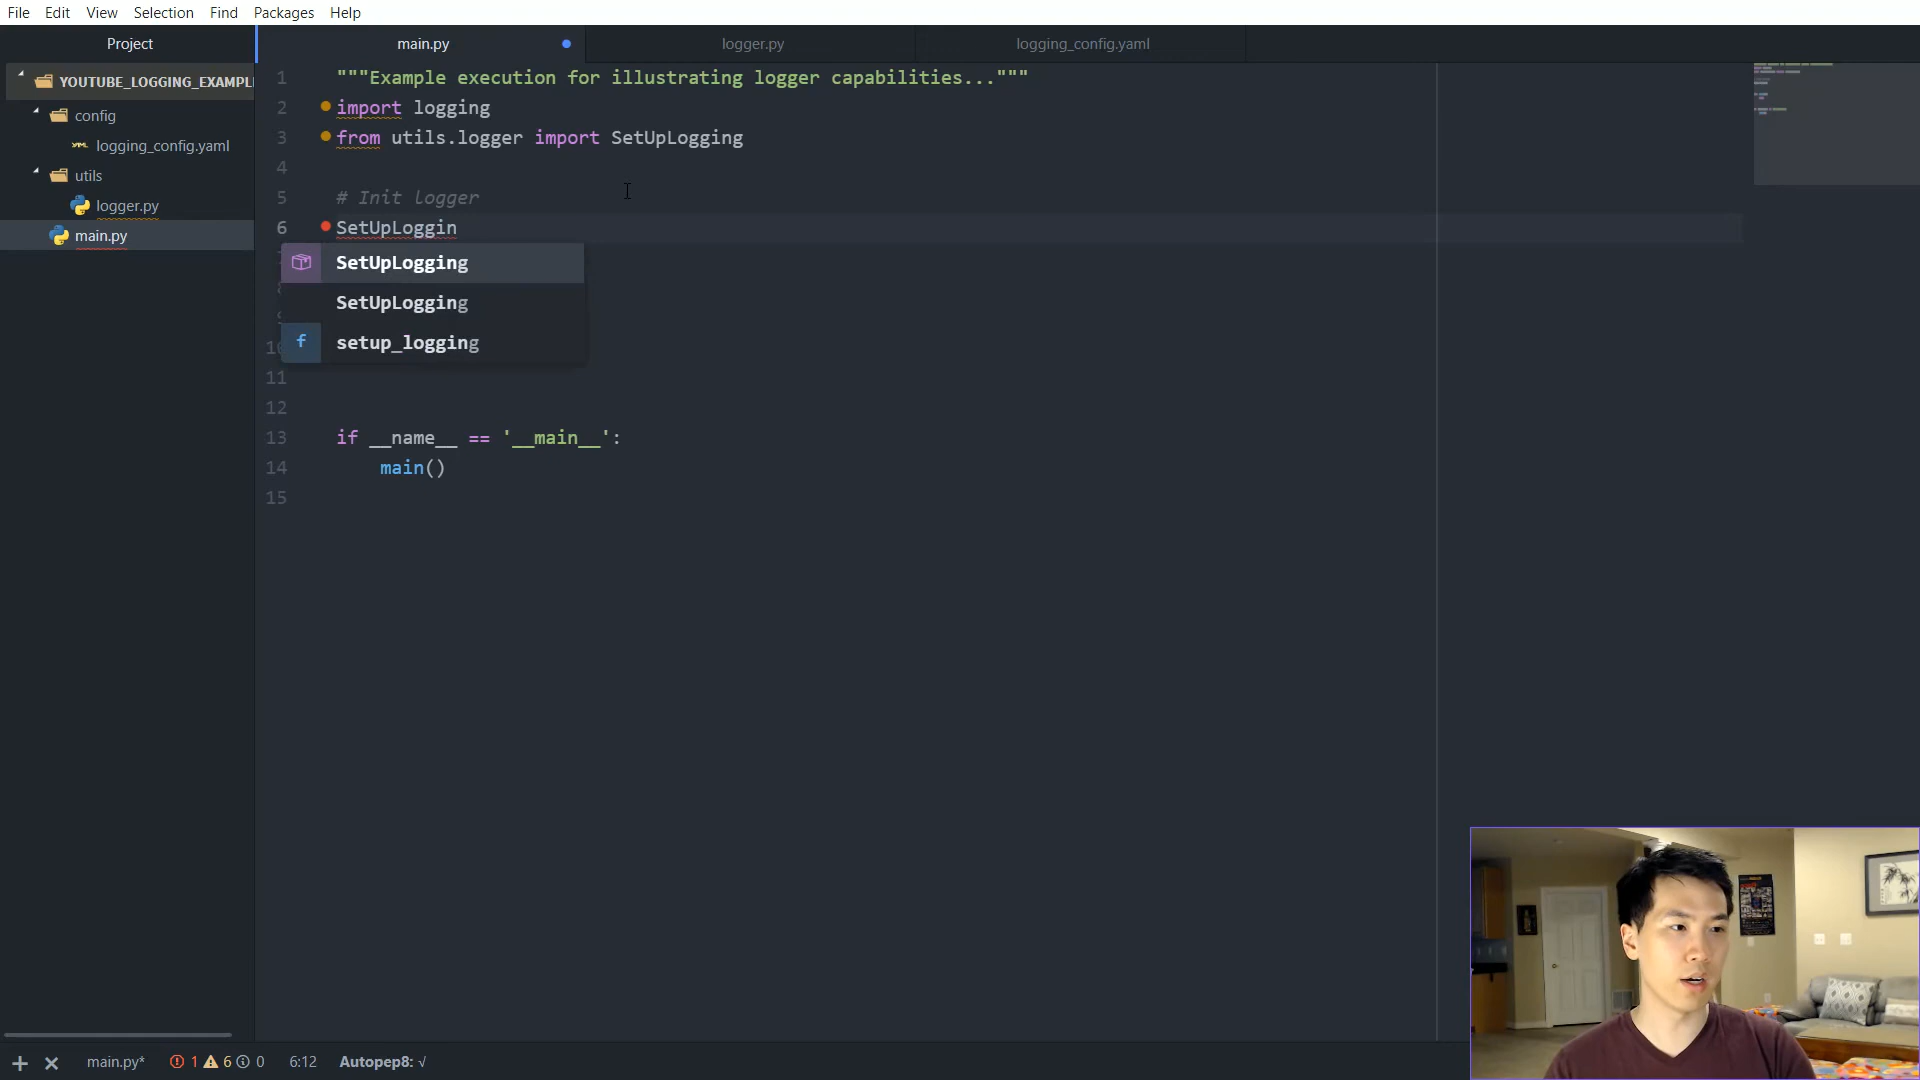 File Edit View Selection Find Packages Help
Project
main.py
logger.py
logging_config.yaml
YOUTUBE_LOGGING_EXAMPL
config
logging_config.yaml
utils
logger.py
main.py
1 """Example execution for illustrating logger capabilities..."""
2 import logging
3 from utils.logger import SetUpLogging
4
5 # Init Logger
6 SetUpLoggin
SetUpLogging
SetUpLogging
f setup_logging
10
11
12
13 if __name__ == '__main__':
14 main()
15
main.py* 1 6 0 6:12 Autopep8: √